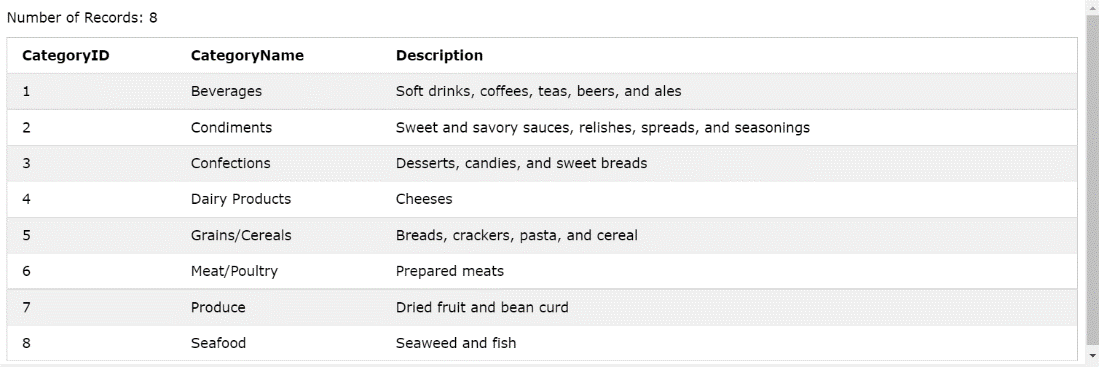 Number of Records: 8
CategoryID CategoryName Description
1 Beverages Soft drinks, coffees, teas, beers, and ales
2 Condiments Sweet and savory sauces, relishes, spreads, and seasonings
3 Confections Desserts, candies, and sweet breads
4 Dairy Products Cheeses
5 Grains/Cereals Breads, crackers, pasta, and cereal
6 Meat/Poultry Prepared meats
7 Produce Dried fruit and bean curd
8 Seafood Seaweed and fish